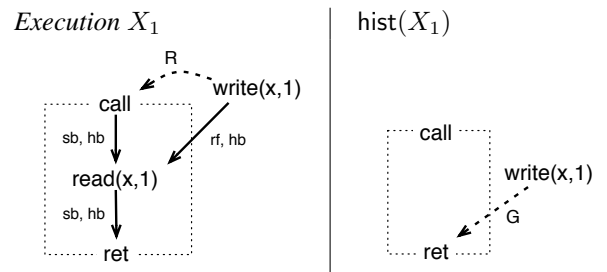 Execution X₁
R
write(x,1)
call
sb, hb
rf, hb
read(x,1)
sb, hb
ret
hist(X₁)
call
write(x,1)
G
ret